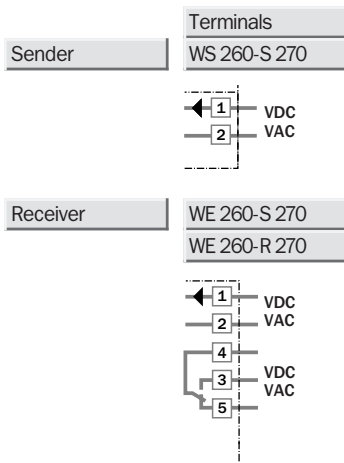 Terminals
Sender WS 260-S 270
1 VDC
2 VAC
Receiver WE 260-S 270
WE 260-R 270
1 VDC
2 VAC
4
3 VDC
VAC
5